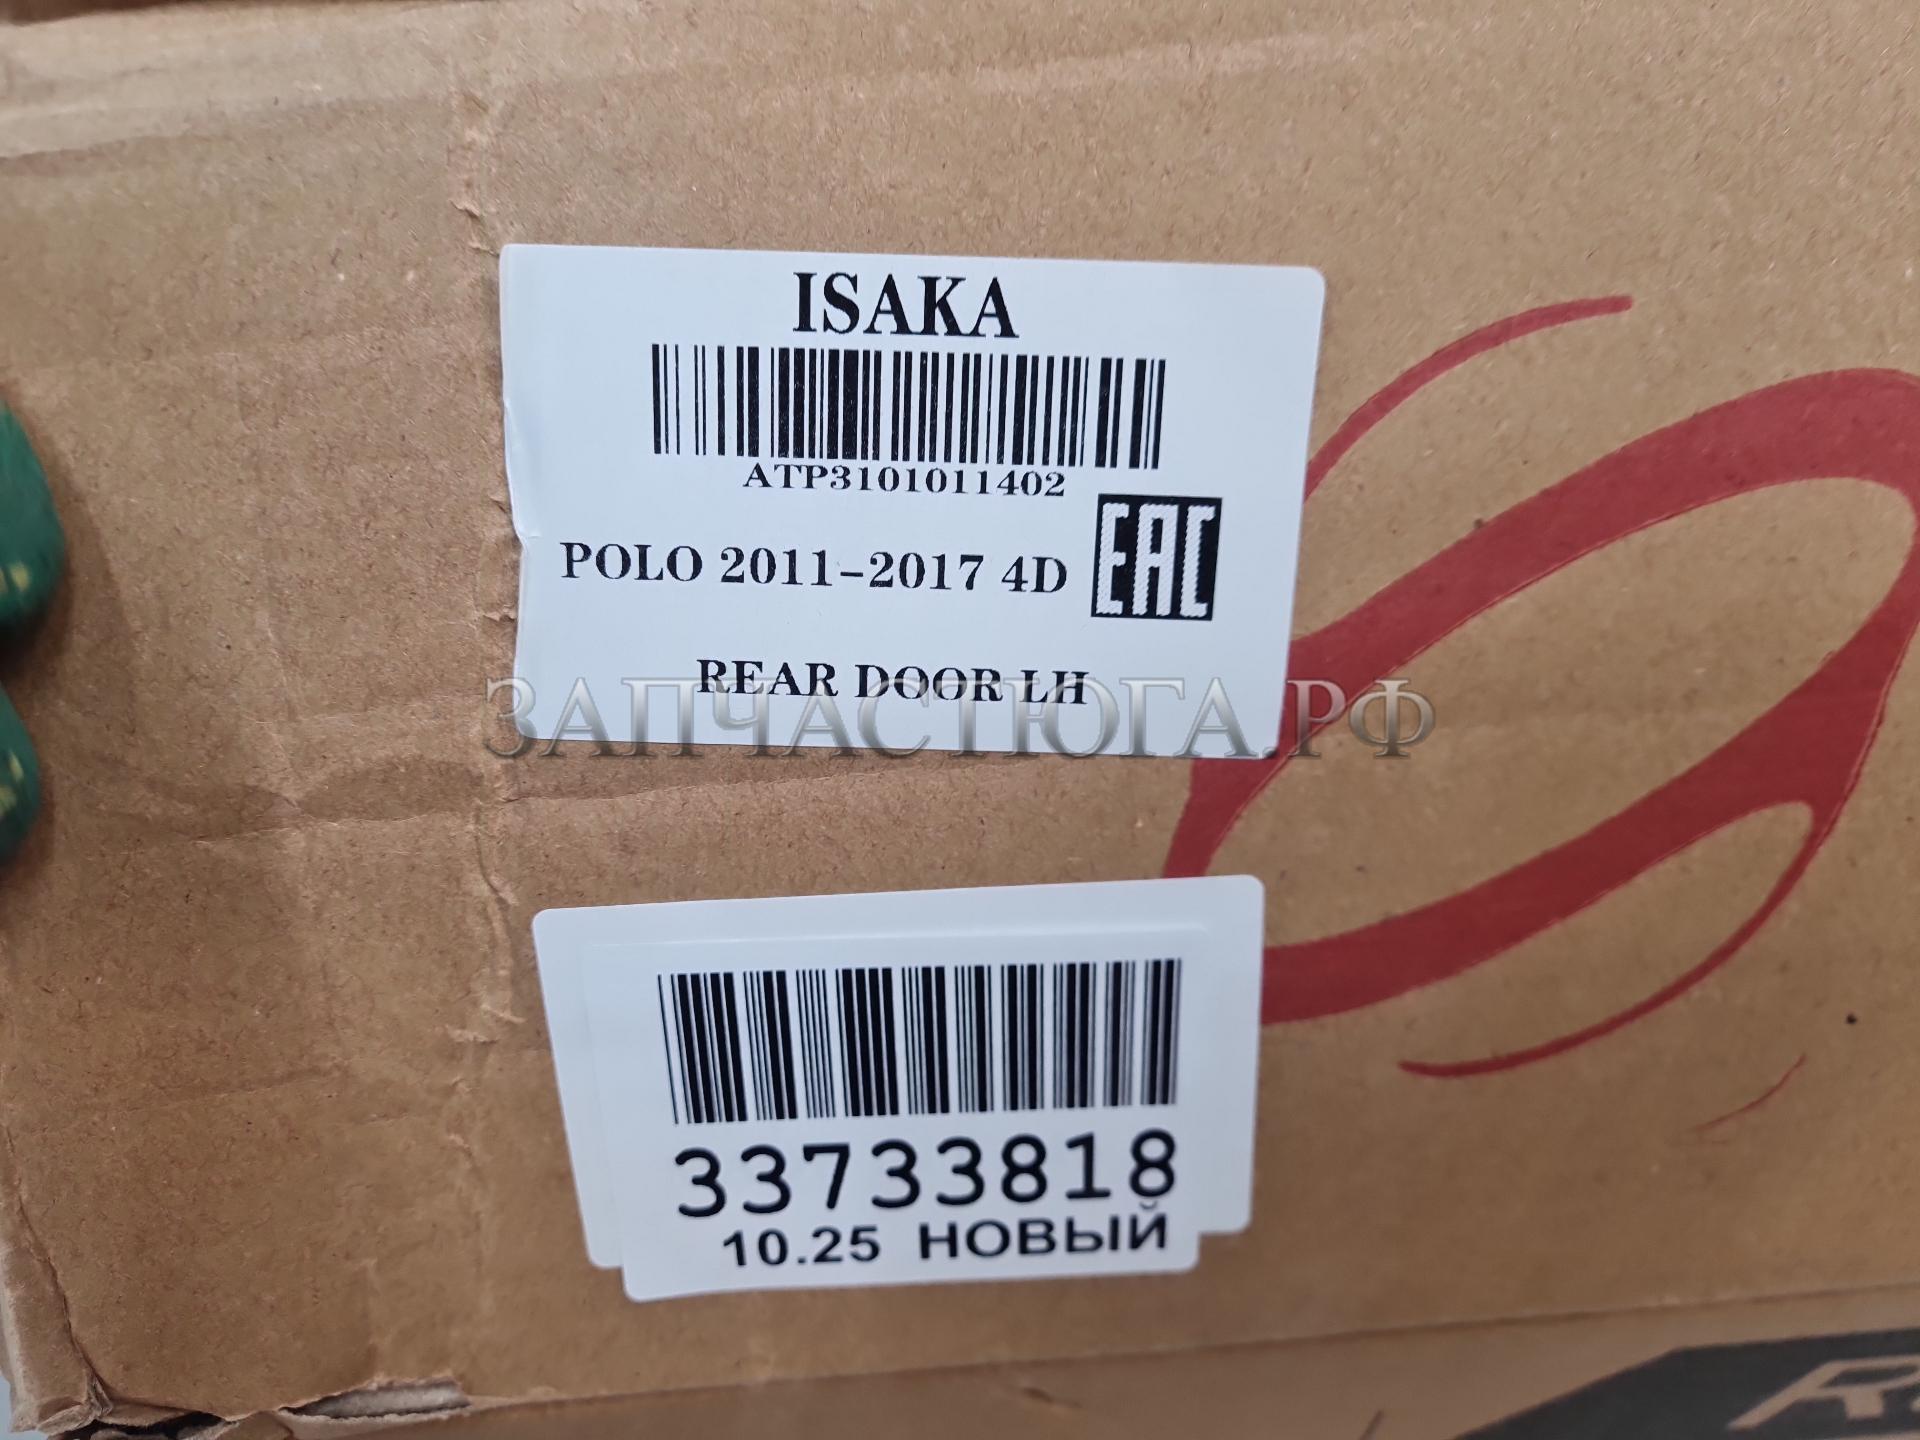 ISAKA
ATP3101011402
POLO 2011-2017 4D
EAC
REAR DOOR LH
ЗАПЧАСТЮГА.РФ
33733818
10.25 НОВЫЙ